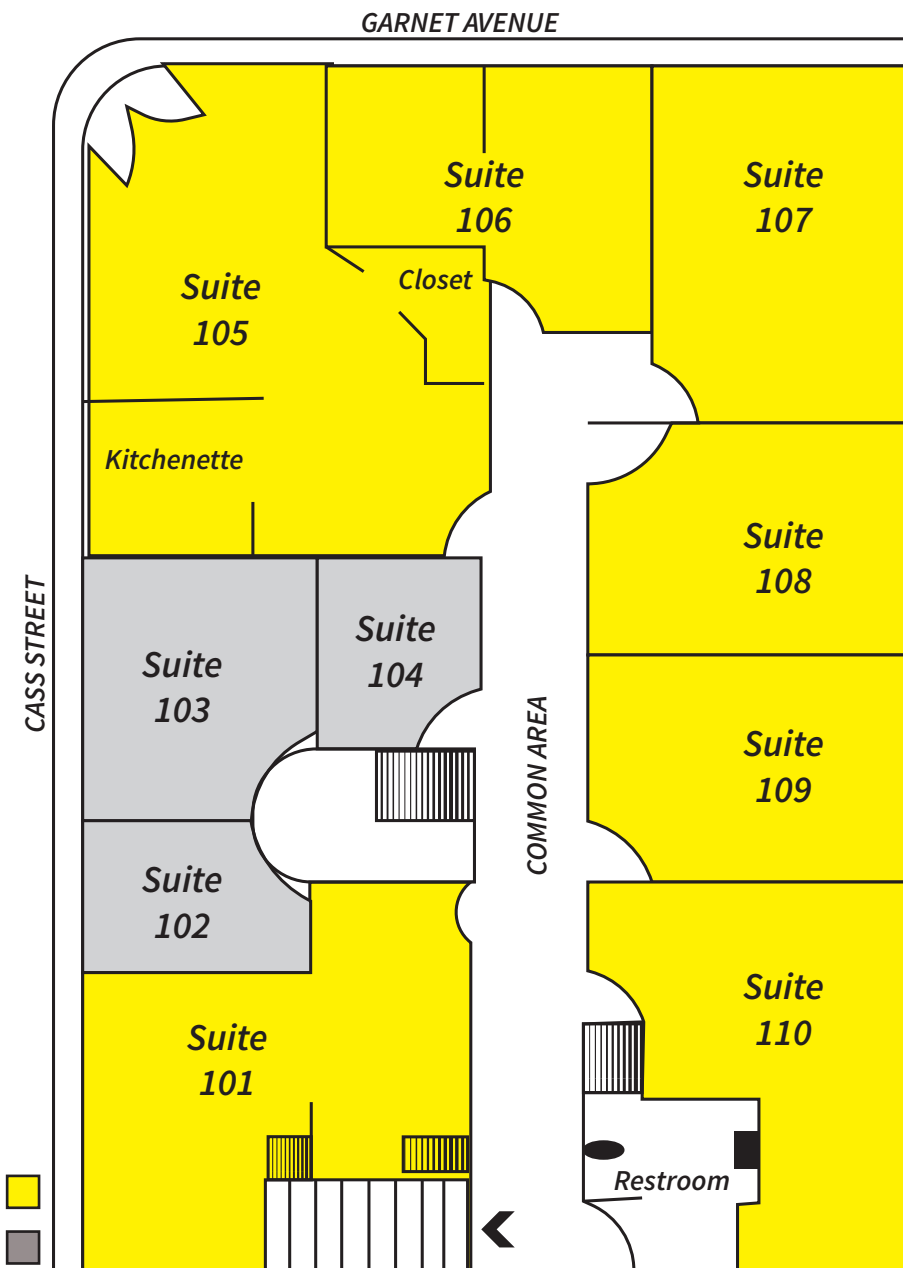 GARNET AVENUE
Suite
106
Suite
107
Closet
Suite
105
Kitchenette
Suite
108
CASS STREET
Suite
103
Suite
104
COMMON AREA
Suite
109
Suite
102
Suite
110
Suite
101
Restroom